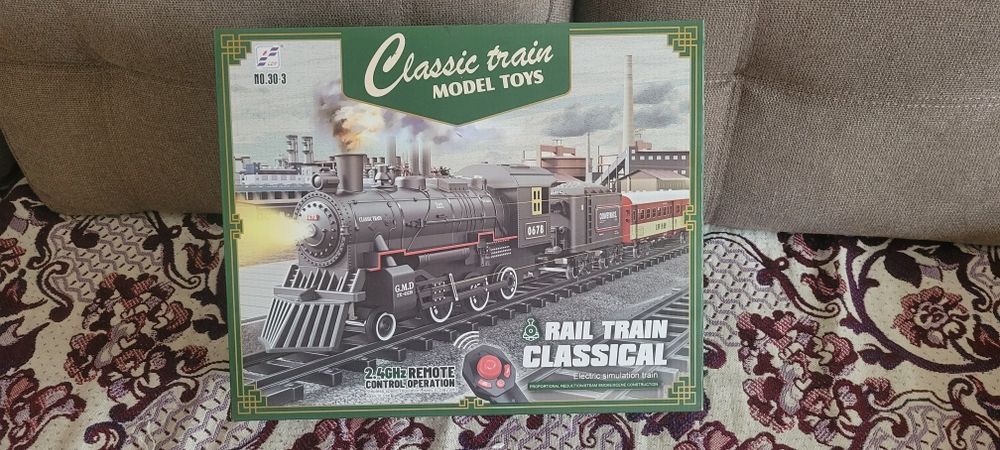 NO.30-3
Classic train
MODEL TOYS
CLASSIC TRAIN
0678
G.M.D
RAIL TRAIN
CLASSICAL
Electric simulation train
2.4GHz REMOTE
CONTROL OPERATION